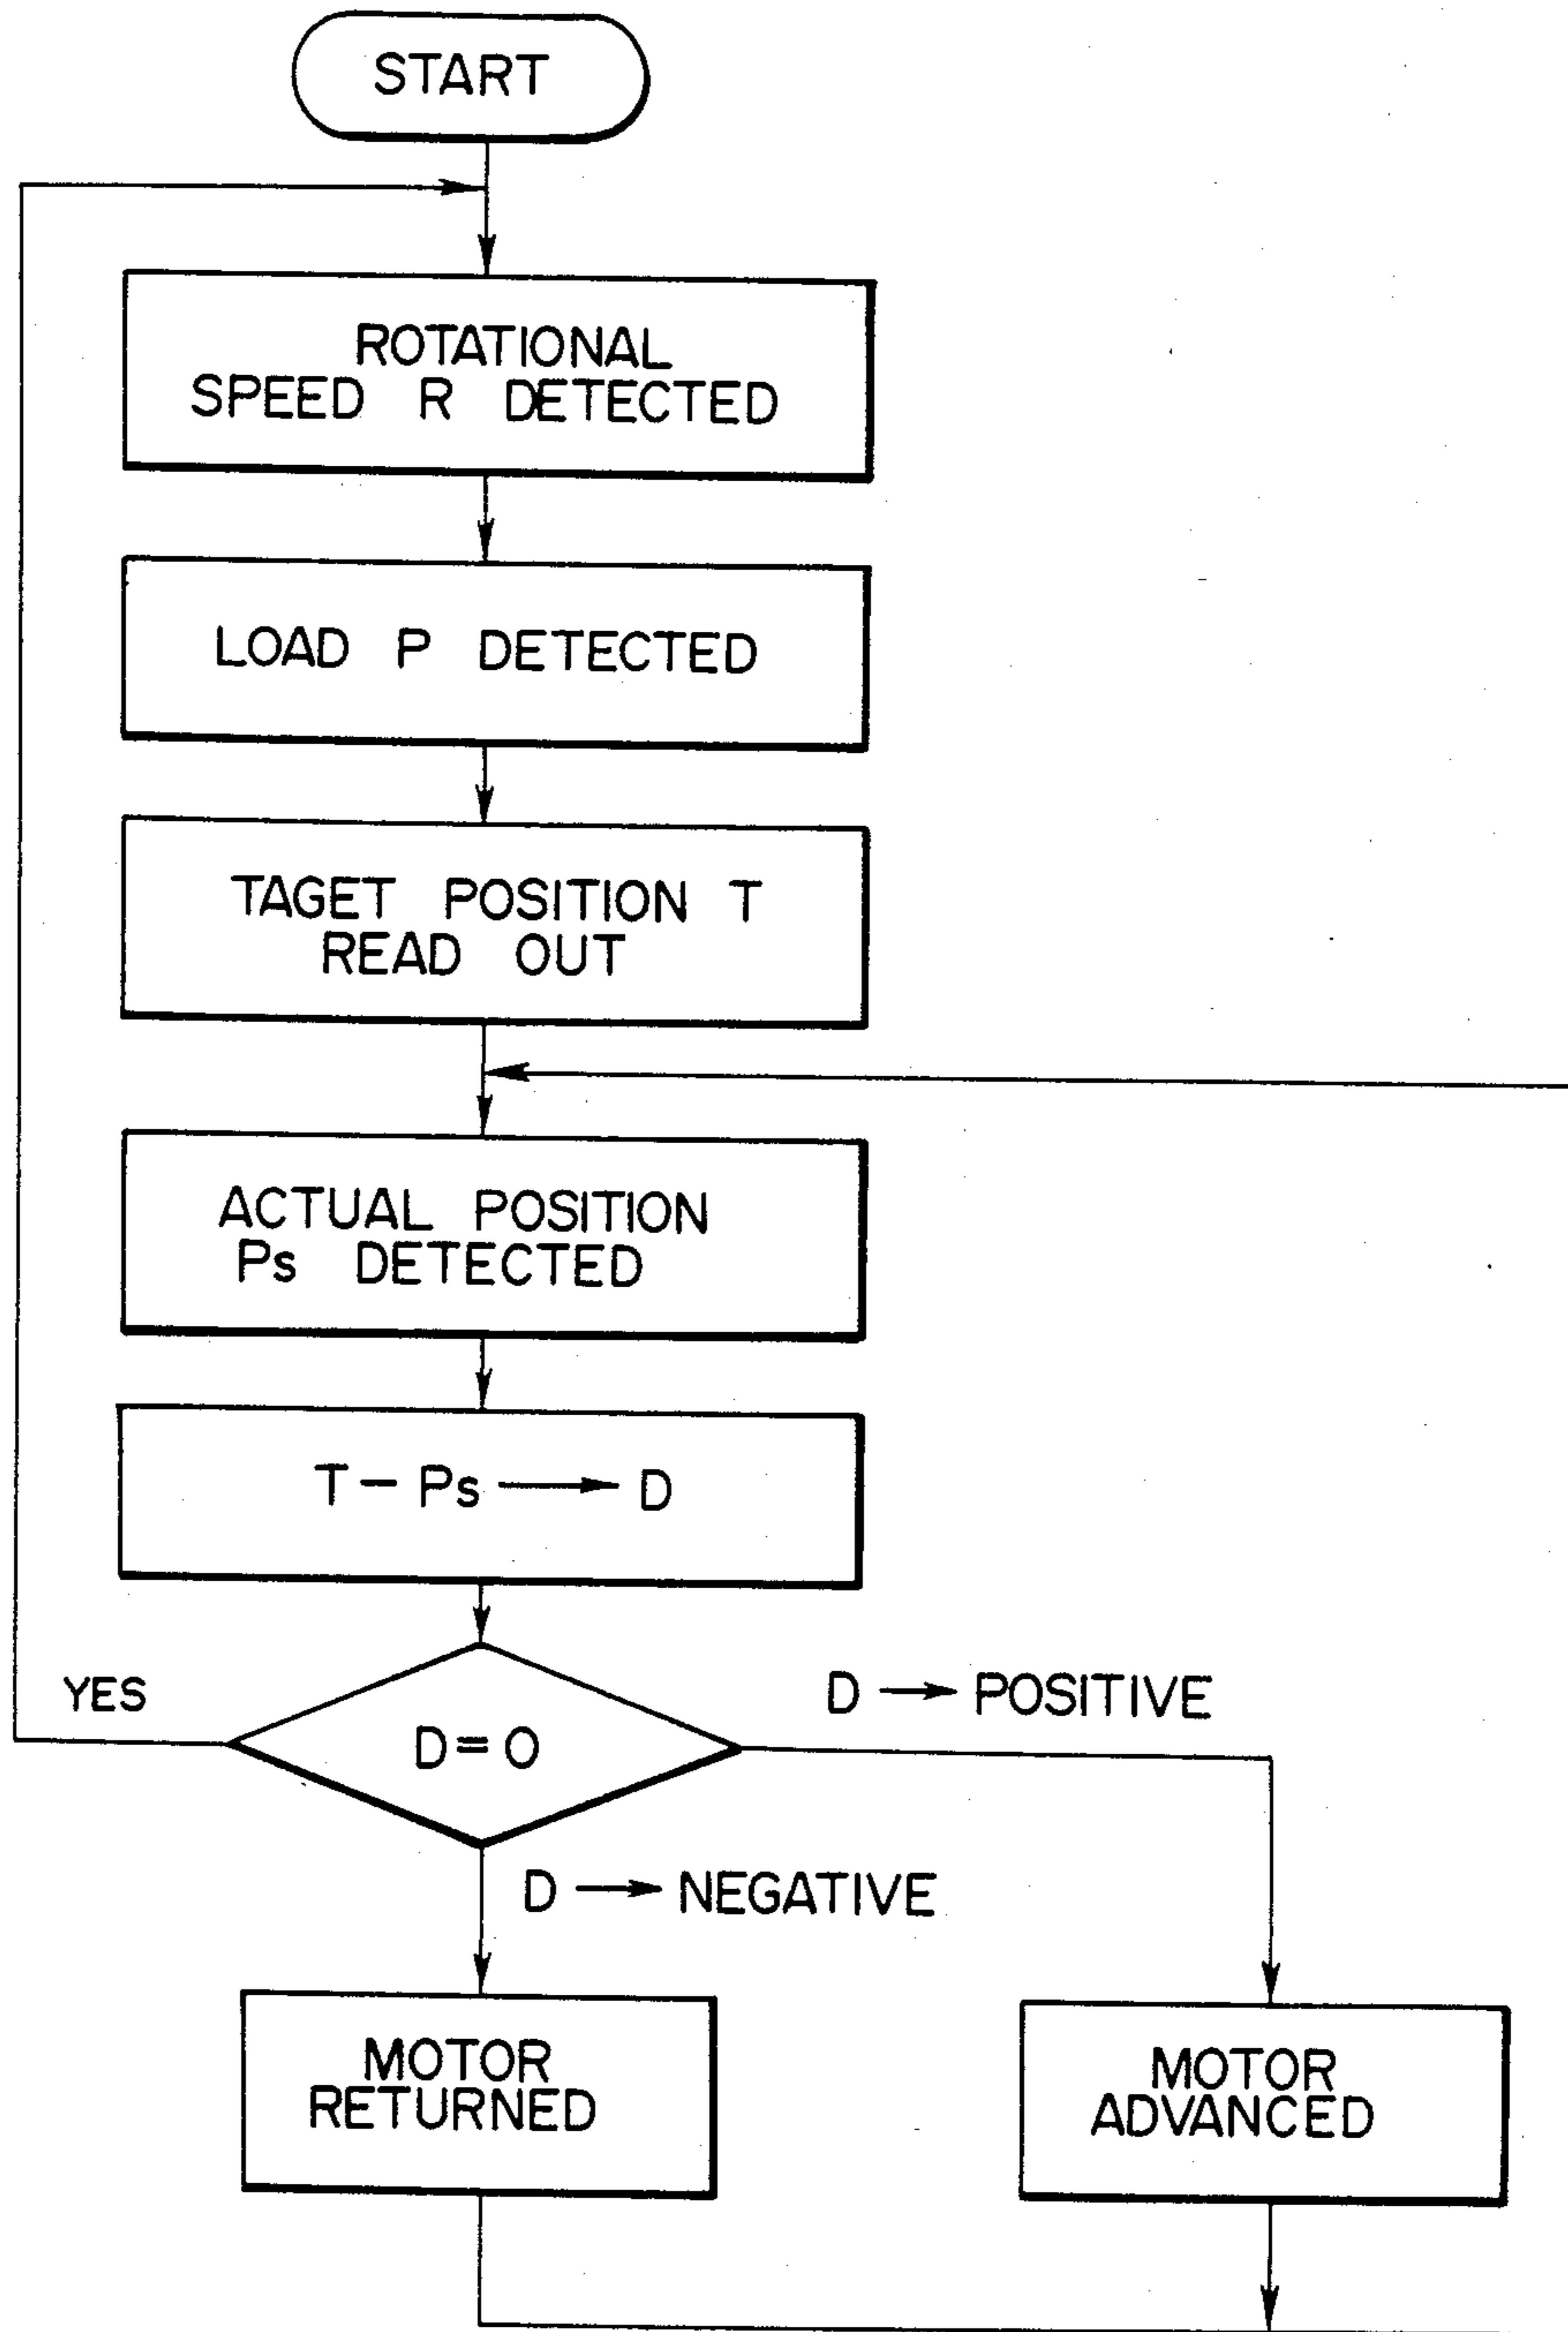 START
ROTATIONAL
SPEED R DETECTED
LOAD P DETECTED
TAGET POSITION T
READ OUT
ACTUAL POSITION
Ps DETECTED
T - Ps → D
YES
D = 0
D → POSITIVE
D → NEGATIVE
MOTOR
RETURNED
MOTOR
ADVANCED